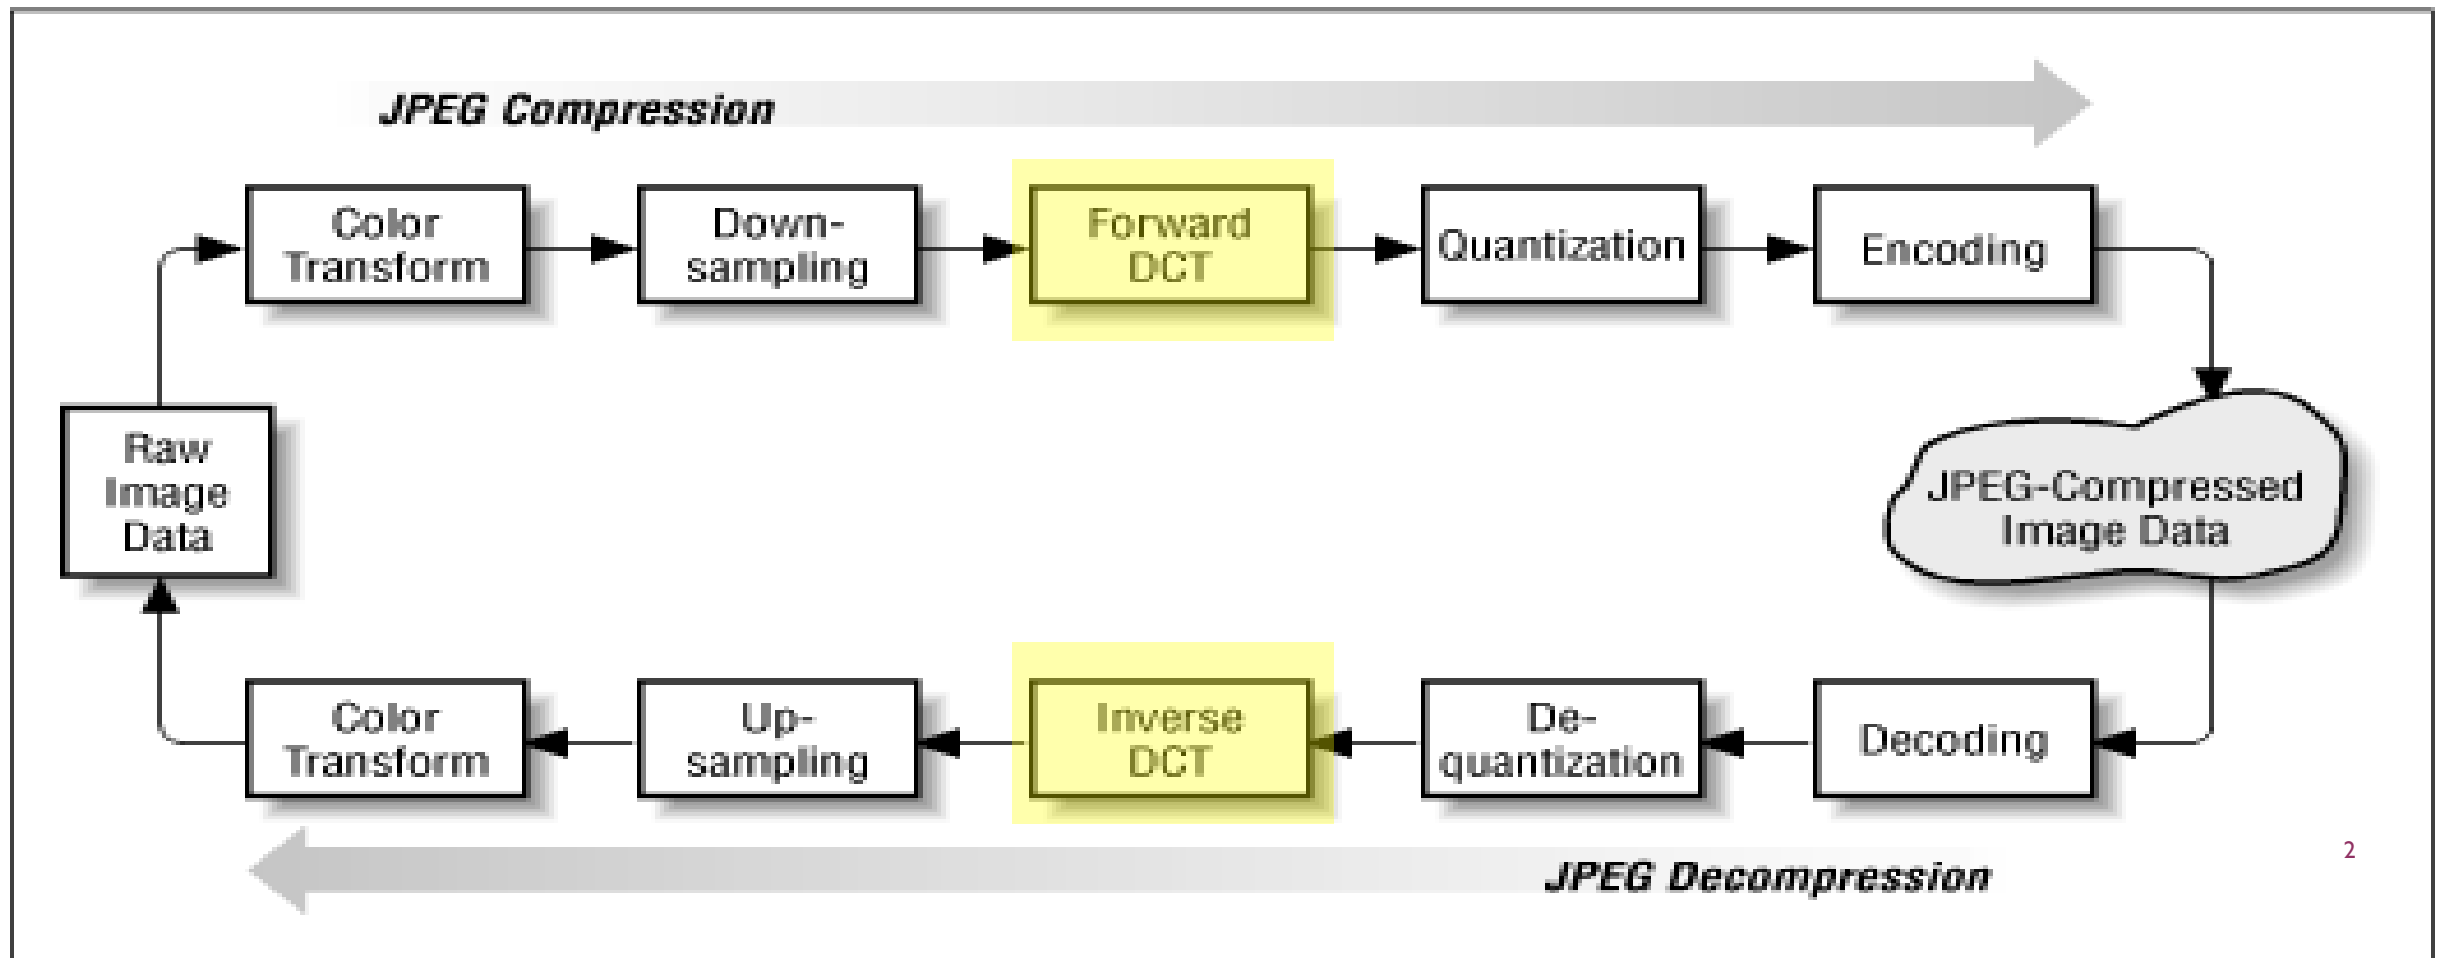 JPEG Compression
Color
Transform
Down-
sampling
Forward
DCT
Quantization
Encoding
Raw
Image
Data
JPEG-Compressed
Image Data
Color
Transform
Up-
sampling
Inverse
DCT
De-
quantization
Decoding
2
JPEG Decompression